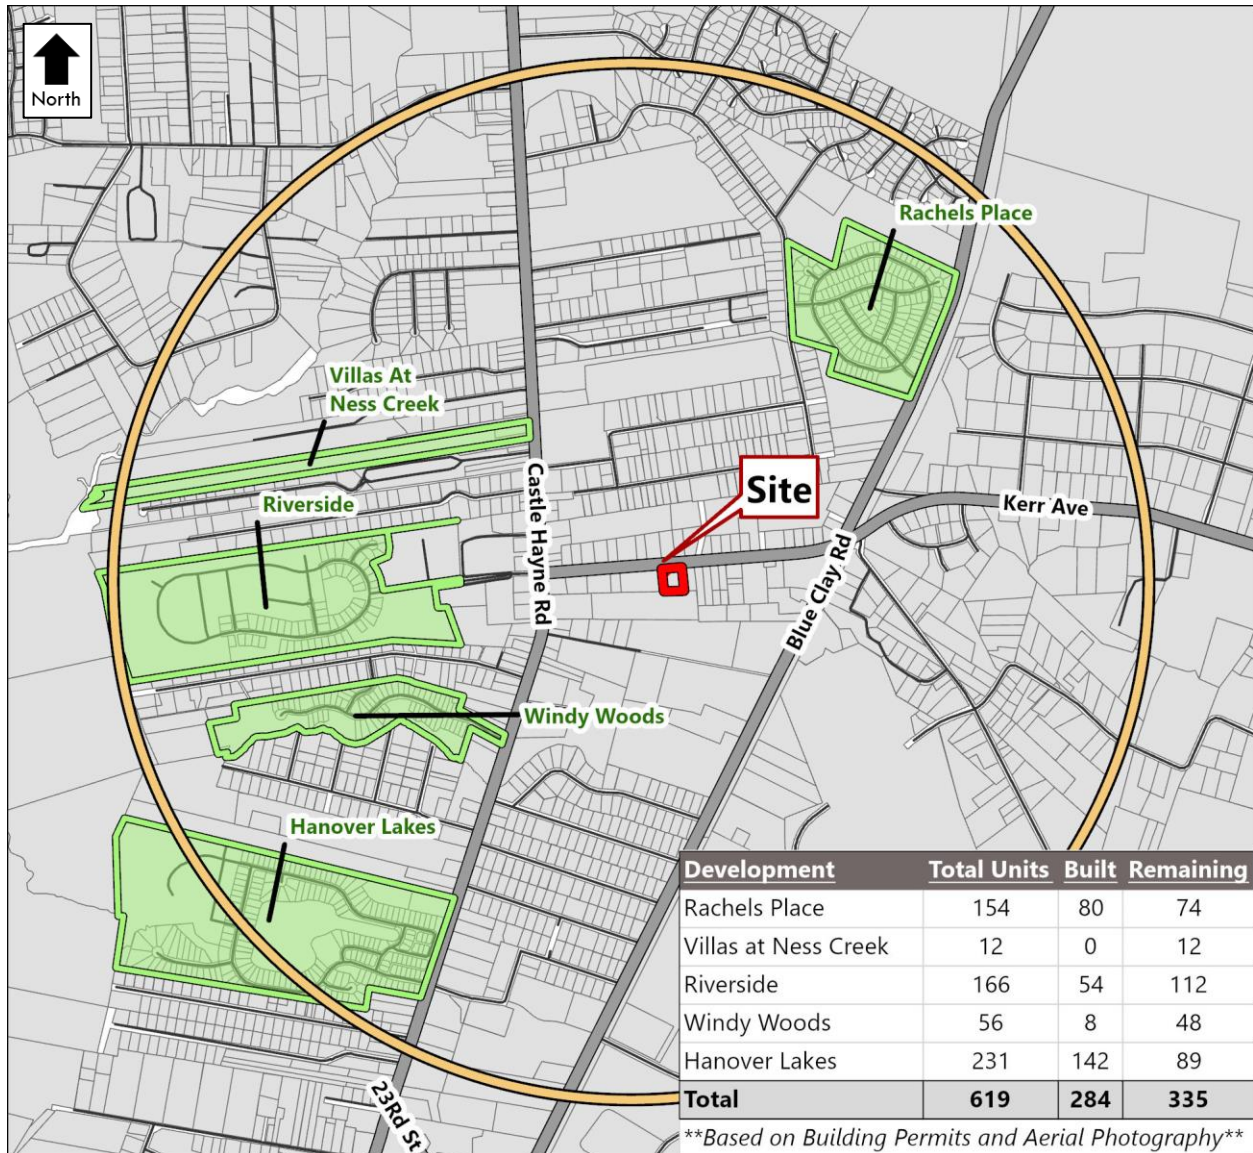 North
Rachels Place
Villas At
Ness Creek
Riverside
Site
Castle Hayne Rd
Kerr Ave
Blue Clay Rd
Windy Woods
Hanover Lakes
23Rd St
Development Total Units Built Remaining
Rachels Place 154 80 74
Villas at Ness Creek 12 0 12
Riverside 166 54 112
Windy Woods 56 8 48
Hanover Lakes 231 142 89
Total 619 284 335
**Based on Building Permits and Aerial Photography**